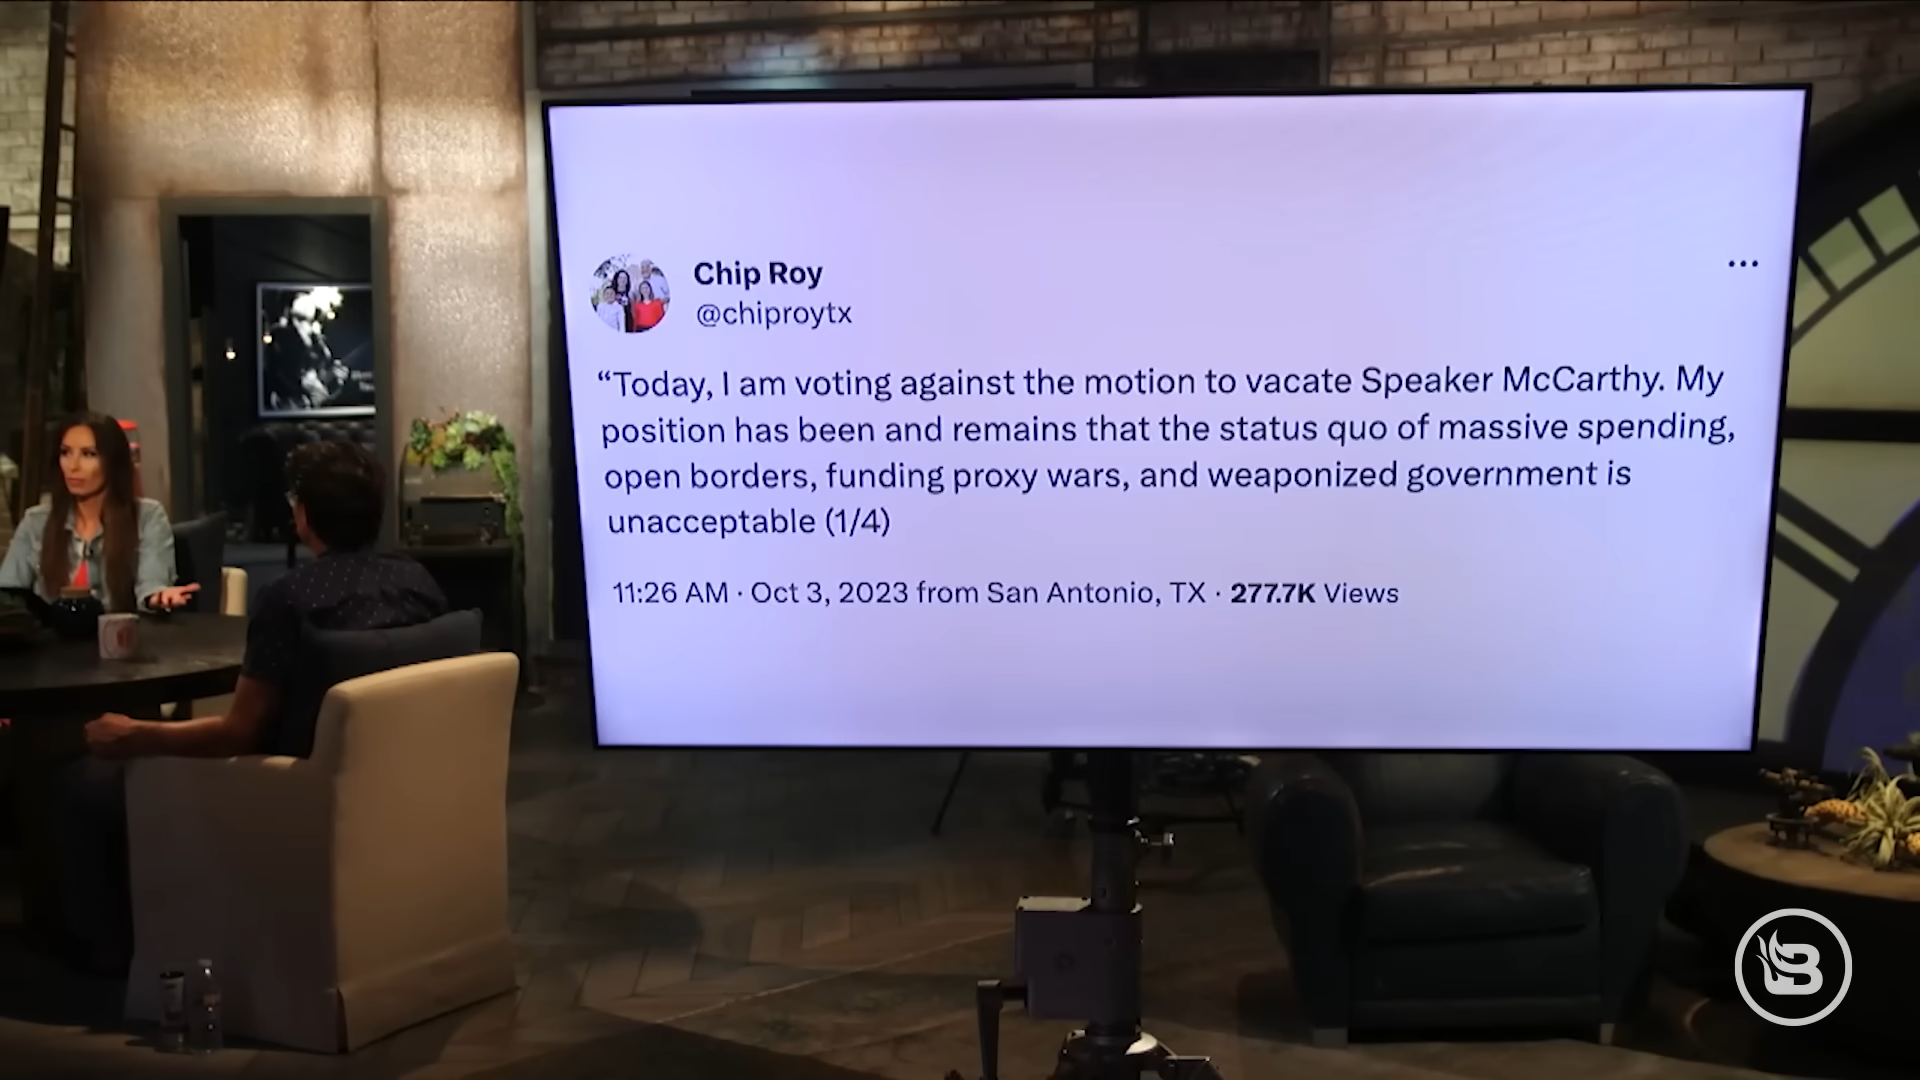 Chip Roy
@chiproytx
“Today, I am voting against the motion to vacate Speaker McCarthy. My
position has been and remains that the status quo of massive spending,
open borders, funding proxy wars, and weaponized government is
unacceptable (1/4)
11:26 AM · Oct 3, 2023 from San Antonio, TX · 277.7K Views
B